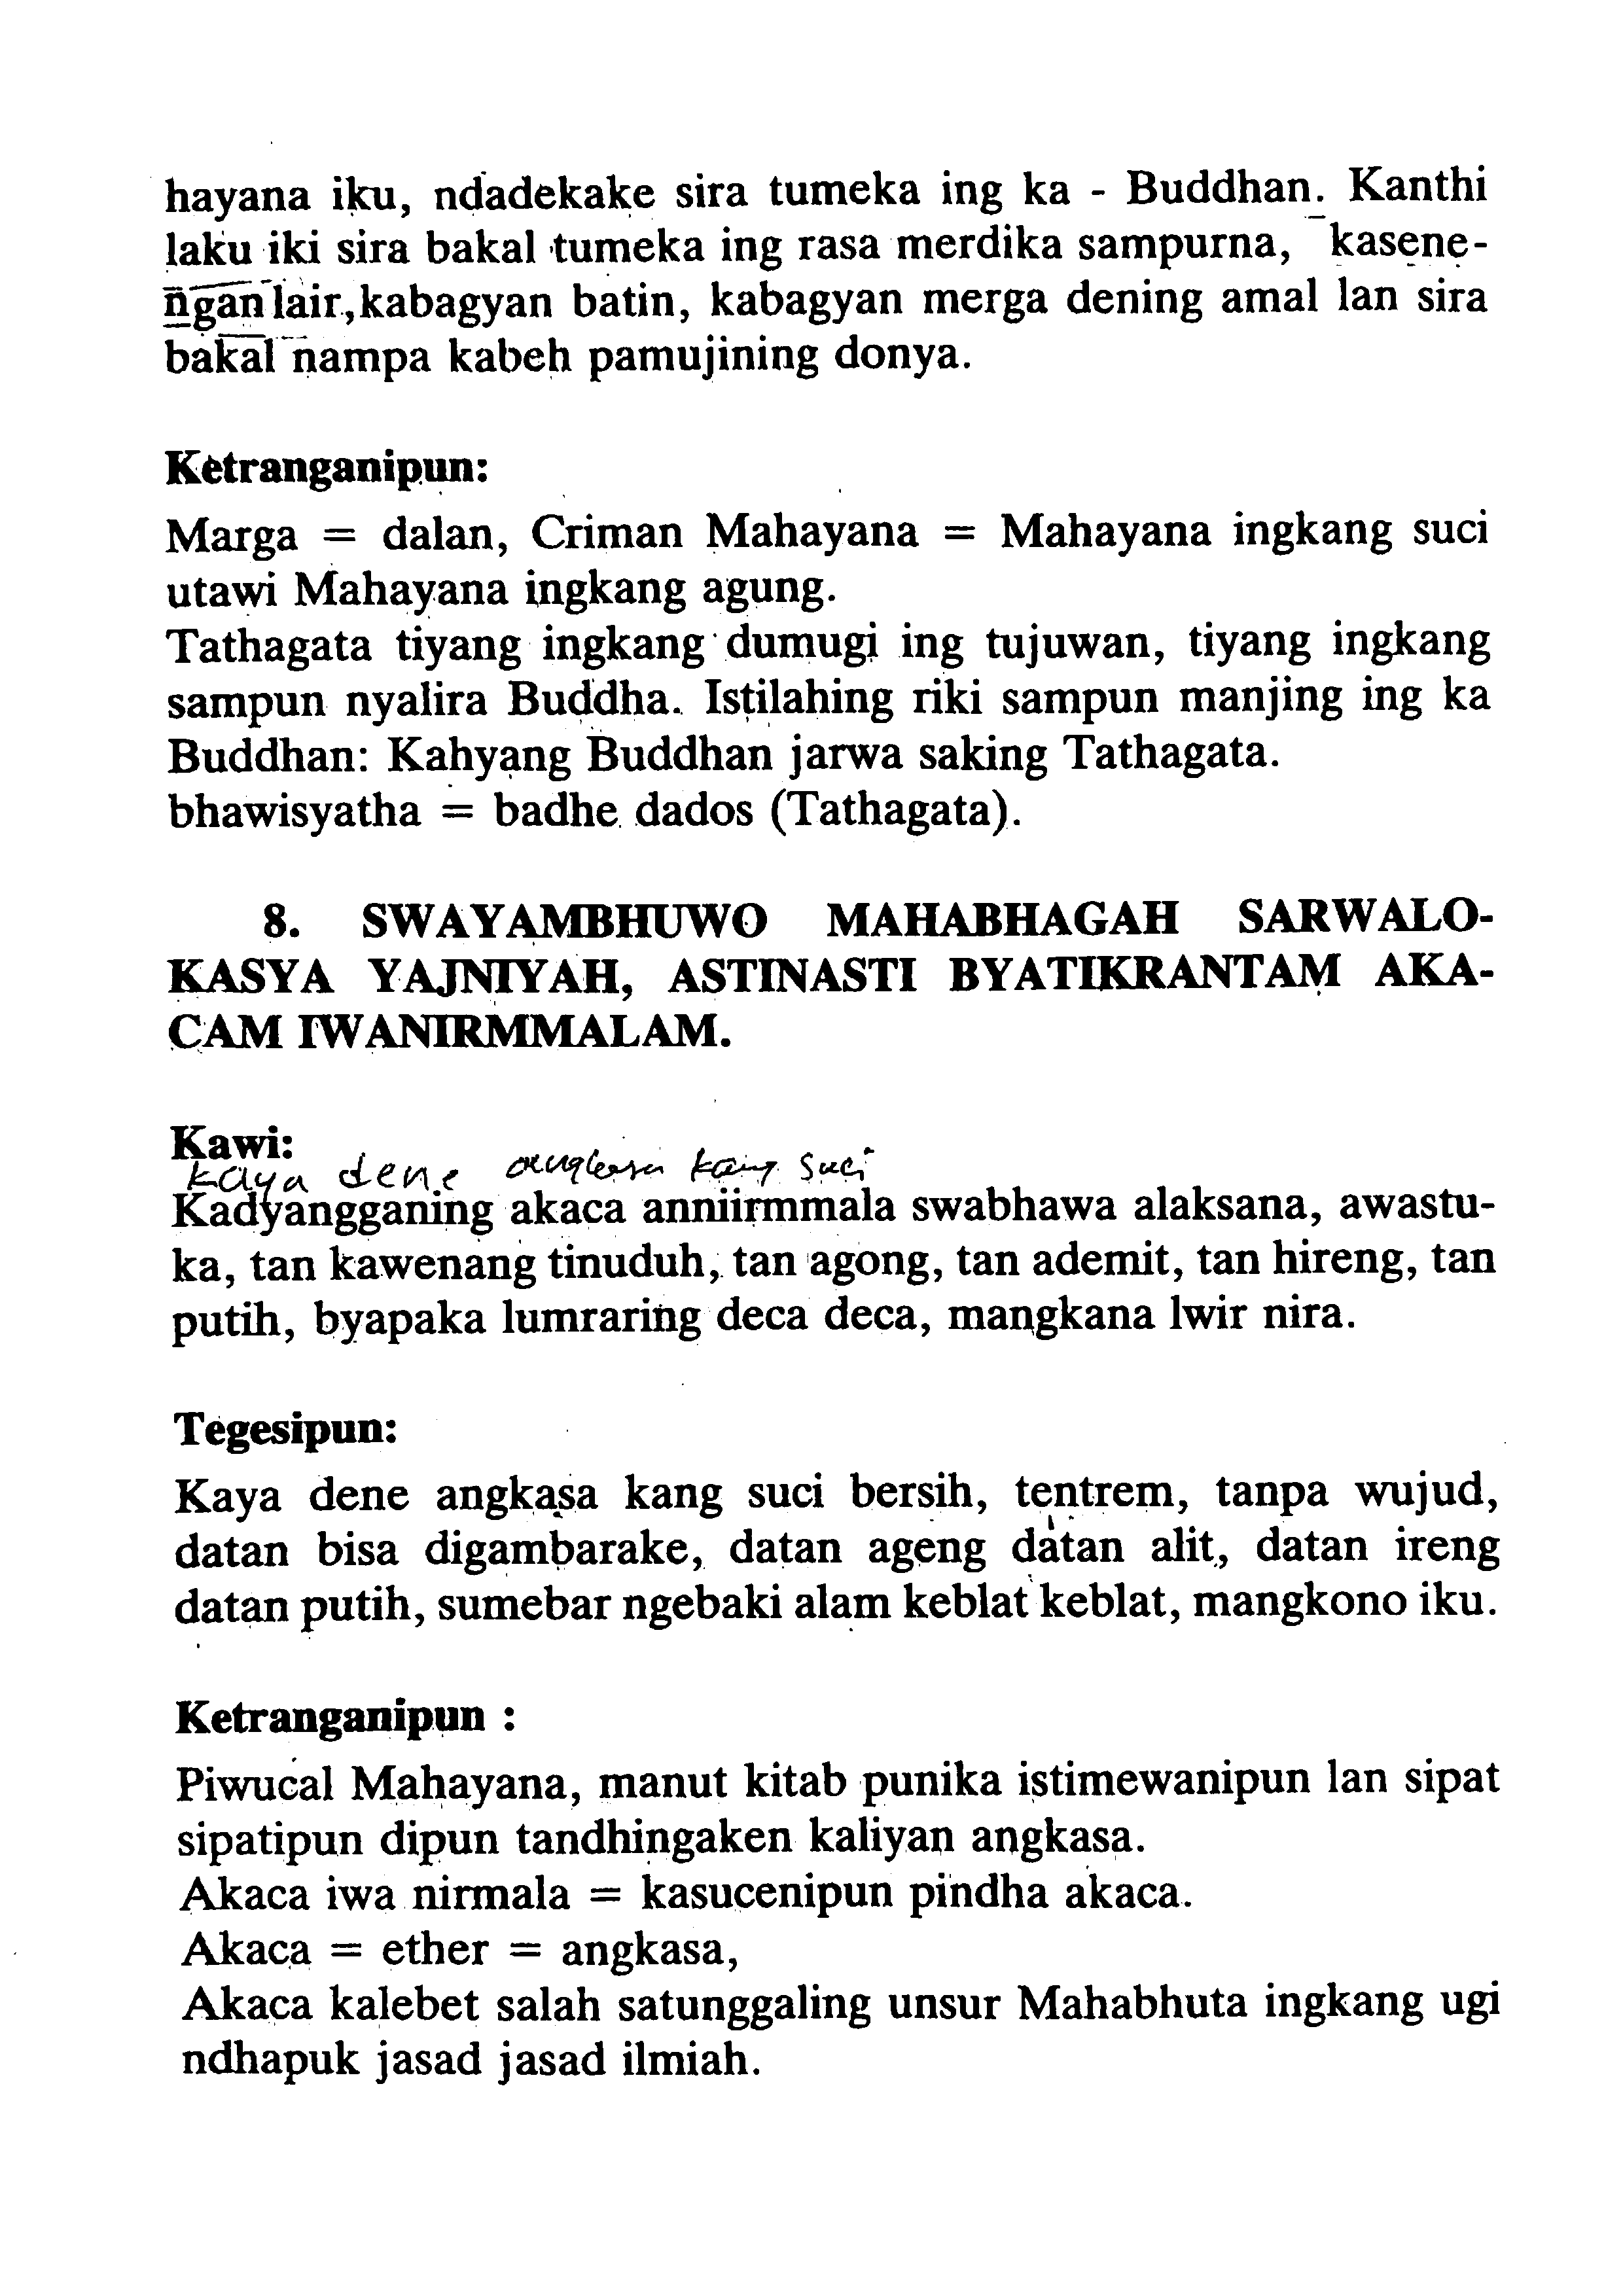 hayana iku, ndadekake sira tumeka ing ka - Buddhan. Kanthi
laku iki sira bakal tumeka ing rasa merdika sampurna, kasene-
ngan lair, kabagyan batin, kabagyan merga dening amal lan sira
bakal nampa kabeh pamujining donya.
Ketranganipun:
Marga = dalan, Criman Mahayana = Mahayana ingkang suci
utawi Mahayana ingkang agung.
Tathagata tiyang ingkang dumugi ing tujuwan, tiyang ingkang
sampun nyalira Buddha. Istilahing riki sampun manjing ing ka
Buddhan: Kahyang Buddhan jarwa saking Tathagata.
bhawisyatha = badhe dados (Tathagata).
8. SWAYAMBHUWO MAHABHAGAH SARWALO-
KASYA YAJNIYAH, ASTINASTI BYATIKRANTAM AKA-
CAM IWANIRMMALAM.
Kawi:
kaya dene angkasa kang suci
Kadyangganing akaca anniirmmala swabhawa alaksana, awastu-
ka, tan kawenang tinuduh, tan agong, tan ademit, tan hireng, tan
putih, byapaka lumraring deca deca, mangkana lwir nira.
Tegesipun:
Kaya dene angkasa kang suci bersih, tentrem, tanpa wujud,
datan bisa digambarake, datan ageng datan alit, datan ireng
datan putih, sumebar ngebaki alam keblat keblat, mangkono iku.
Ketranganipun :
Piwucal Mahayana, manut kitab punika istimewanipun lan sipat
sipatipun dipun tandhingaken kaliyan angkasa.
Akaca iwa nirmala = kasucenipun pindha akaca.
Akaca = ether = angkasa,
Akaca kalebet salah satunggaling unsur Mahabhuta ingkang ugi
ndhapuk jasad jasad ilmiah.